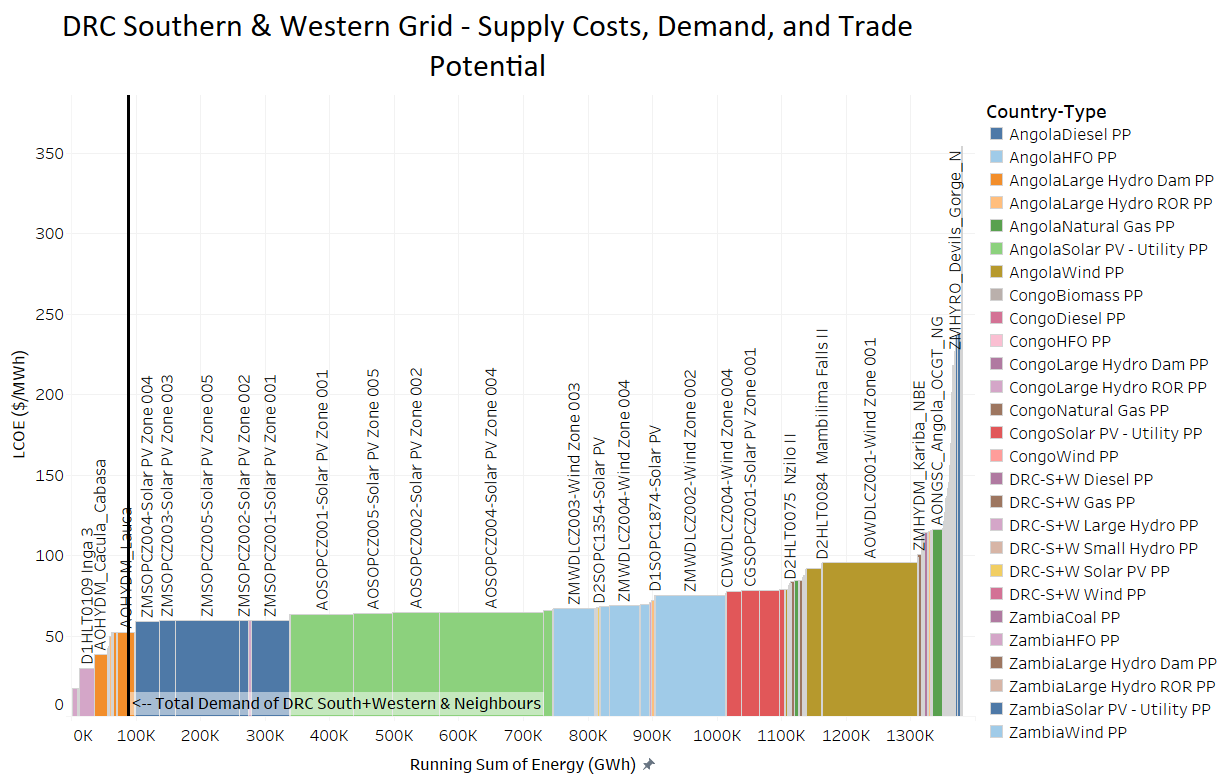 DRC Southern & Western Grid - Supply Costs, Demand, and Trade
Potential
LCOE ($/MWh)
350
300
250
200
150
100
50
0
D1HLT0109 Inga 3
AOHYDM_Cacula_Cabasa
AOHYDM_Lauca
ZMSOPCZ004-Solar PV Zone 004
ZMSOPCZ003-Solar PV Zone 003
ZMSOPCZ005-Solar PV Zone 005
ZMSOPCZ002-Solar PV Zone 002
ZMSOPCZ001-Solar PV Zone 001
AOSOPCZ001-Solar PV Zone 001
AOSOPCZ005-Solar PV Zone 005
AOSOPCZ002-Solar PV Zone 002
AOSOPCZ004-Solar PV Zone 004
ZMWDLCZ003-Wind Zone 003
D2SOPC1354-Solar PV
ZMWDLCZ004-Wind Zone 004
D1SOPC1874-Solar PV
ZMWDLCZ002-Wind Zone 002
CDWDLCZ004-Wind Zone 004
CGSOPCZ001-Solar PV Zone 001
D2HLT0075 Nzilo II
D2HLT0084 Mambilima Falls II
AOWDLCZ001-Wind Zone 001
ZMHYDM_Kariba_NBE
AONGSC_Angola_OCGT_NG
ZMHYRO_Devils_Gorge_N
<-- Total Demand of DRC South+Western & Neighbours
0K
100K
200K
300K
400K
500K
600K
700K
800K
900K
1000K
1100K
1200K
1300K
Running Sum of Energy (GWh)
Country-Type
AngolaDiesel PP
AngolaHFO PP
AngolaLarge Hydro Dam PP
AngolaLarge Hydro ROR PP
AngolaNatural Gas PP
AngolaSolar PV - Utility PP
AngolaWind PP
CongoBiomass PP
CongoDiesel PP
CongoHFO PP
CongoLarge Hydro Dam PP
CongoLarge Hydro ROR PP
CongoNatural Gas PP
CongoSolar PV - Utility PP
CongoWind PP
DRC-S+W Diesel PP
DRC-S+W Gas PP
DRC-S+W Large Hydro PP
DRC-S+W Small Hydro PP
DRC-S+W Solar PV PP
DRC-S+W Wind PP
ZambiaCoal PP
ZambiaHFO PP
ZambiaLarge Hydro Dam PP
ZambiaLarge Hydro ROR PP
ZambiaSolar PV - Utility PP
ZambiaWind PP